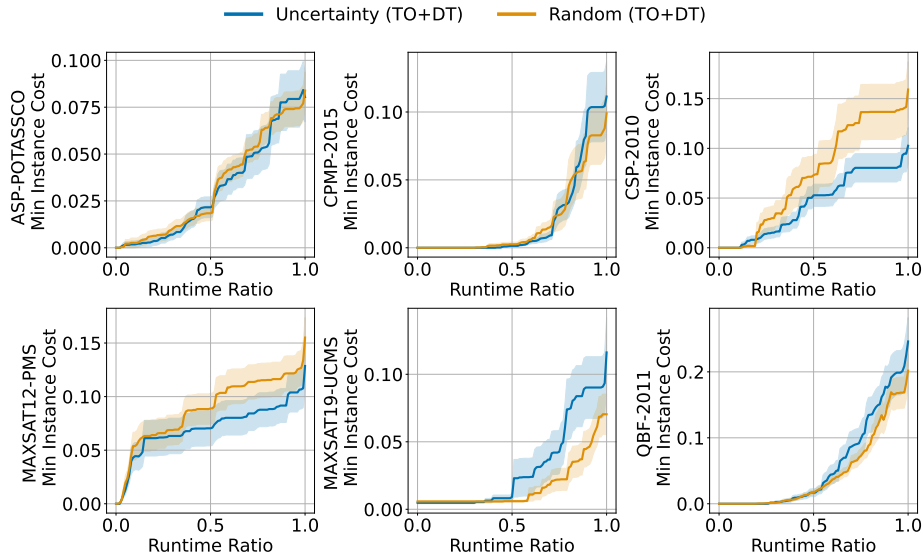 Uncertainty (TO+DT)
Random (TO+DT)
ASP-POTASSCO
Min Instance Cost
0.100
0.075
0.050
0.025
0.000
0.0
0.5
1.0
Runtime Ratio
CPMP-2015
Min Instance Cost
0.10
0.05
0.00
0.0
0.5
1.0
Runtime Ratio
CSP-2010
Min Instance Cost
0.15
0.10
0.05
0.00
0.0
0.5
1.0
Runtime Ratio
MAXSAT12-PMS
Min Instance Cost
0.15
0.10
0.05
0.00
0.0
0.5
1.0
Runtime Ratio
MAXSAT19-UCMS
Min Instance Cost
0.10
0.05
0.00
0.0
0.5
1.0
Runtime Ratio
QBF-2011
Min Instance Cost
0.2
0.1
0.0
0.0
0.5
1.0
Runtime Ratio